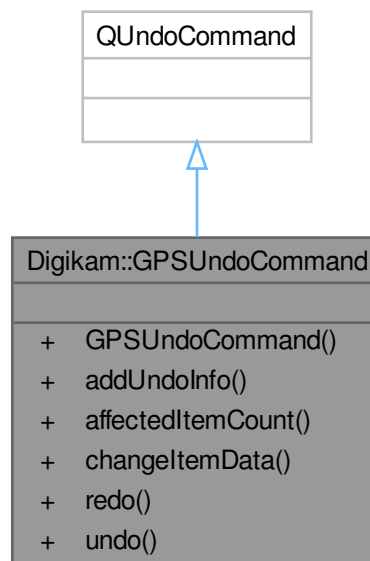 QUndoCommand
Digikam::GPSUndoCommand
+ GPSUndoCommand()
+ addUndoInfo()
+ affectedItemCount()
+ changeItemData()
+ redo()
+ undo()